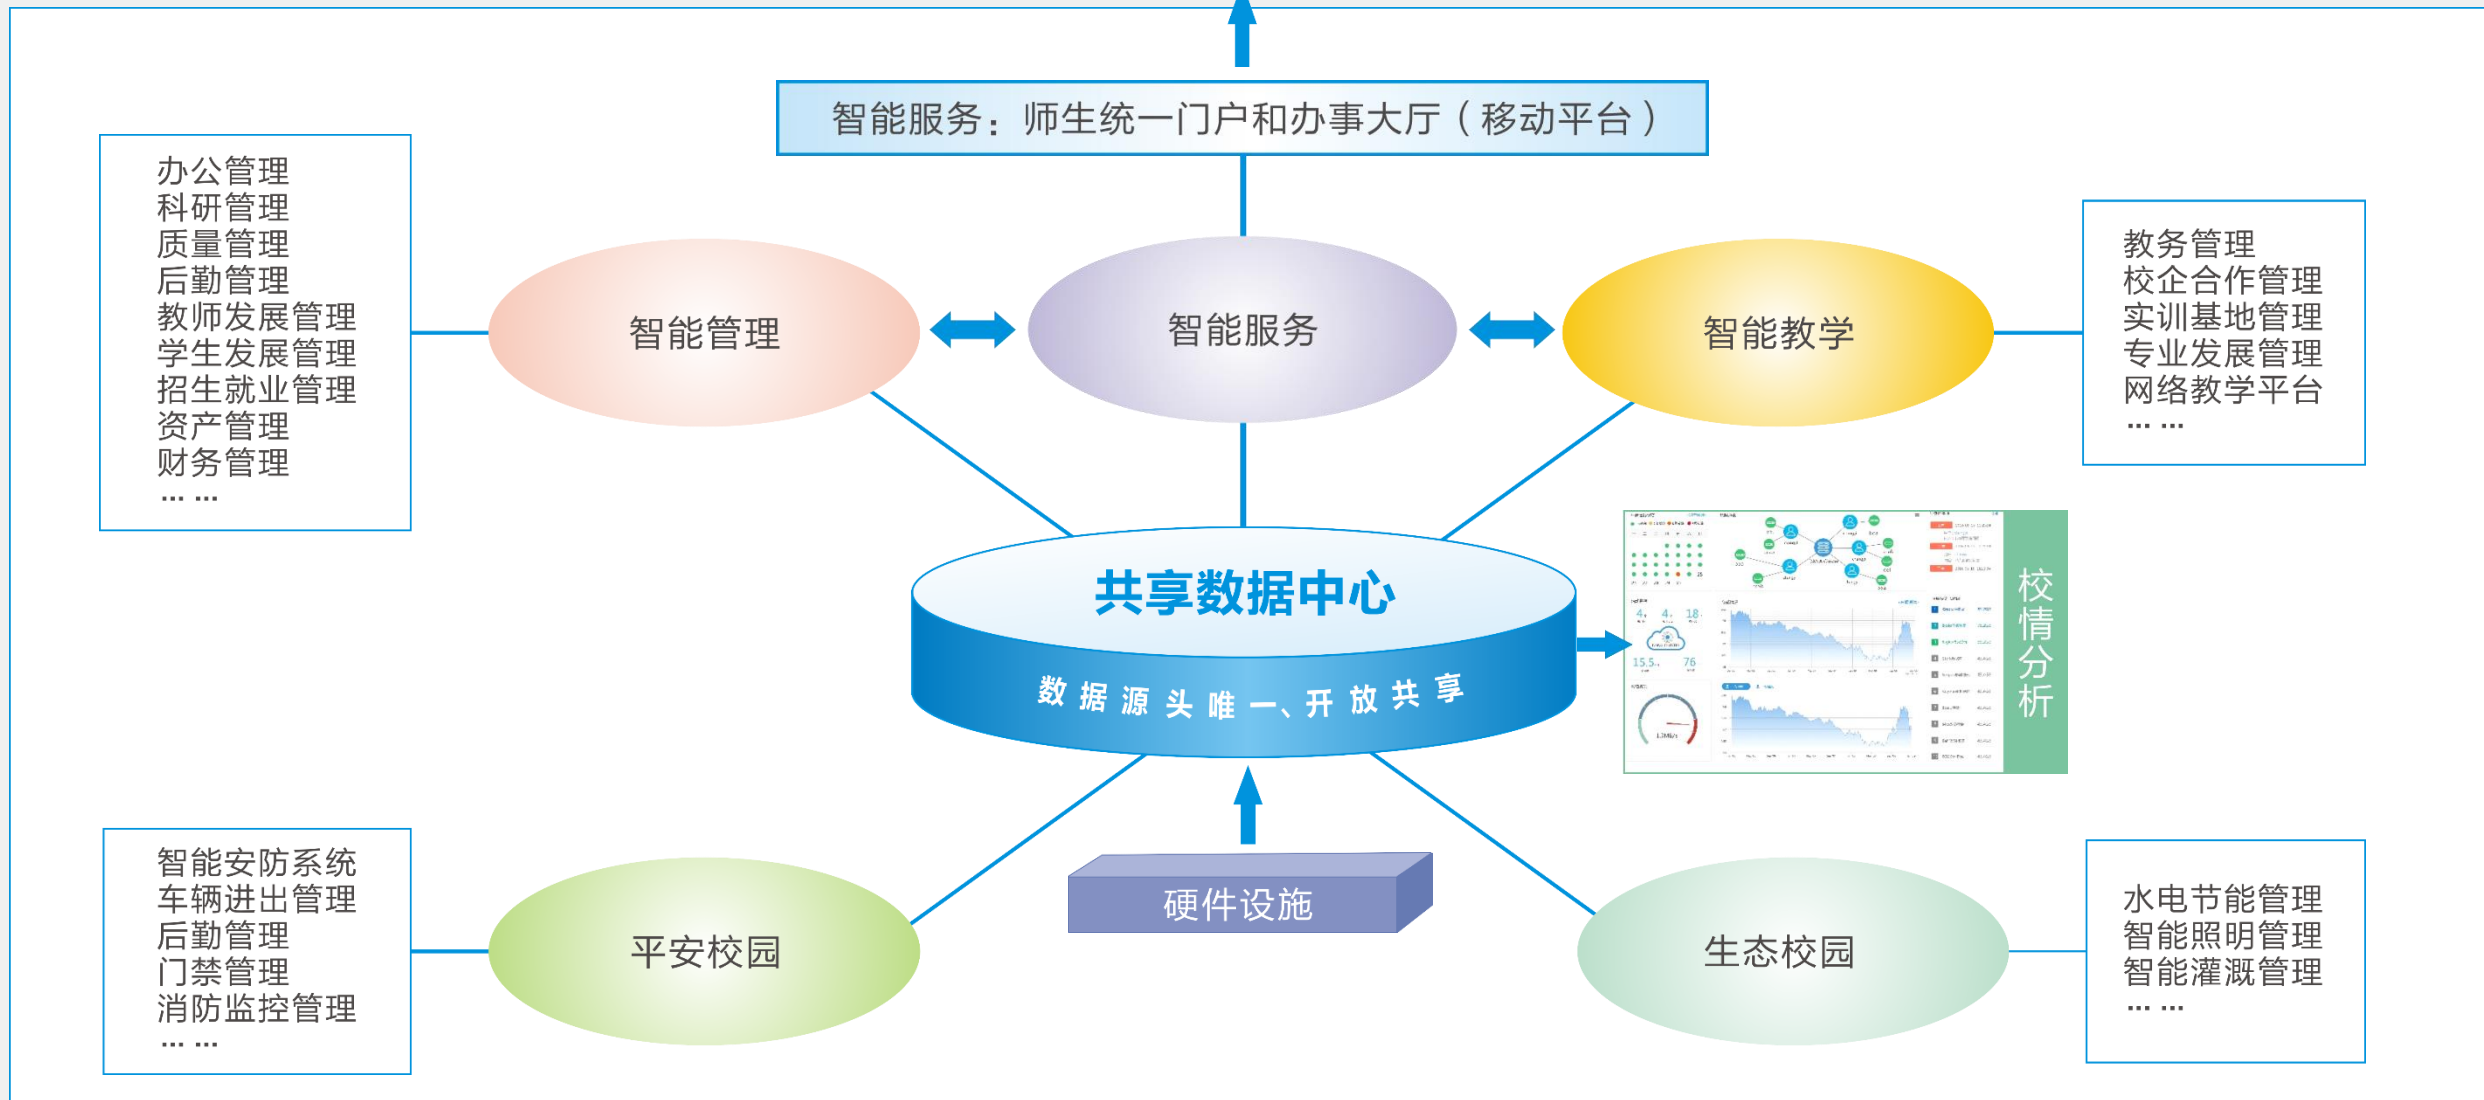 智能服务：师生统一门户和办事大厅（移动平台）
办公管理
科研管理
质量管理
后勤管理
教师发展管理
学生发展管理
招生就业管理
资产管理
财务管理
... ...
智能管理
智能服务
智能教学
教务管理
校企合作管理
实训基地管理
专业发展管理
网络教学平台
... ...
共享数据中心
数据源头唯一、开放共享
4
4
18
15.5
76
校情分析
硬件设施
智能安防系统
车辆进出管理
后勤管理
门禁管理
消防监控管理
... ...
平安校园
生态校园
水电节能管理
智能照明管理
智能灌溉管理
... ...